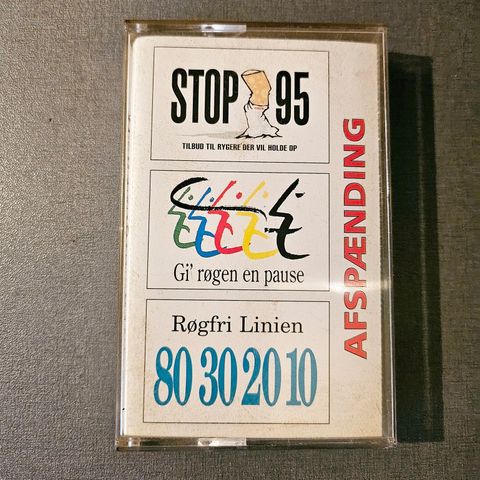 STOP 95
TILBUD TIL RYGERE DER VIL HOLDE OP
Gi' røgen en pause
Røgfri Linien
80 30 20 10
AFSPÆNDING